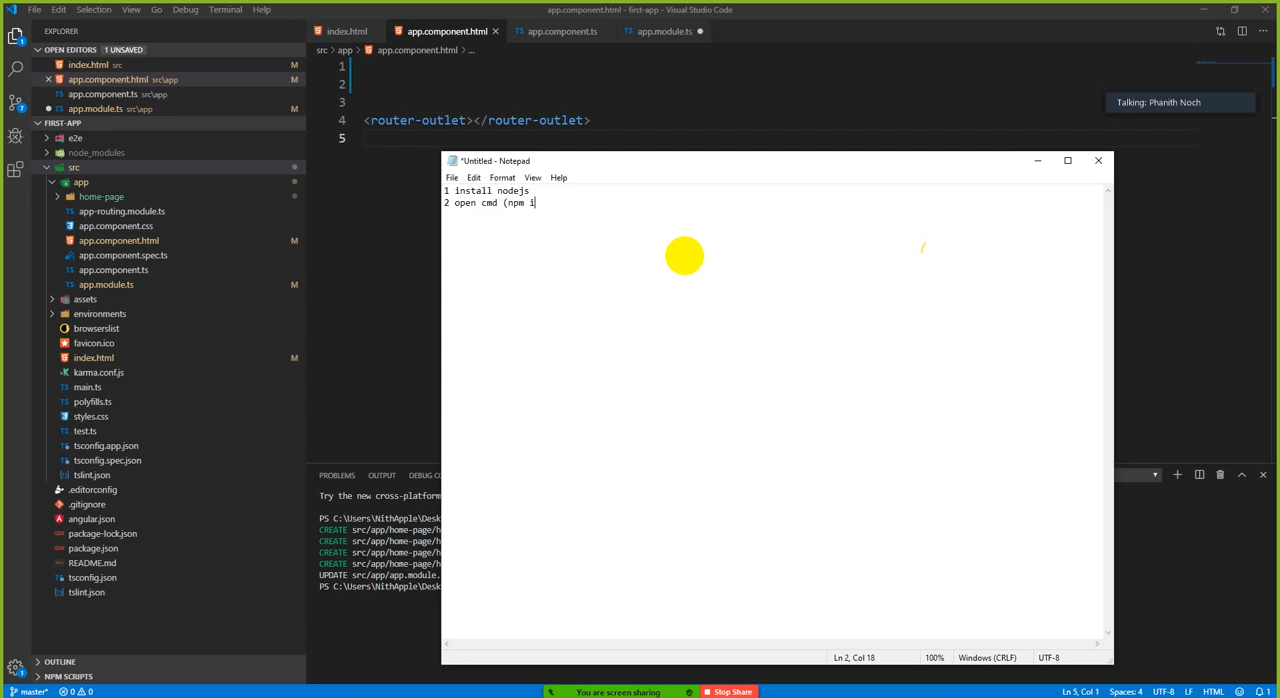 File Edit Selection View Go Debug Terminal Help
app.component.html - first-app - Visual Studio Code
EXPLORER
OPEN EDITORS 1 UNSAVED
index.html src M
app.component.html src\app M
app.component.ts src\app
app.module.ts src\app M
FIRST-APP
e2e
node_modules
src
app
home-page
app-routing.module.ts
app.component.css
app.component.html M
app.component.spec.ts
app.component.ts
app.module.ts M
assets
environments
browserslist
favicon.ico
index.html M
karma.conf.js
main.ts
polyfills.ts
styles.css
test.ts
tsconfig.app.json
tsconfig.spec.json
tslint.json
.editorconfig
.gitignore
angular.json
package-lock.json
package.json
README.md
tsconfig.json
tslint.json
OUTLINE
NPM SCRIPTS
index.html
app.component.html
app.component.ts
app.module.ts
src > app > app.component.html > ...
1
2
3
4 <router-outlet></router-outlet>
5
Talking: Phanith Noch
*Untitled - Notepad
File Edit Format View Help
1 install nodejs
2 open cmd (npm i
Ln 2, Col 18 100% Windows (CRLF) UTF-8
PROBLEMS OUTPUT DEBUG C
Try the new cross-platform
PS C:\Users\NithApple\Desk
CREATE src/app/home-page/h
CREATE src/app/home-page/h
CREATE src/app/home-page/h
CREATE src/app/home-page/h
UPDATE src/app/app.module.
PS C:\Users\NithApple\Desk
master* 0 0
You are screen sharing Stop Share
Ln 5, Col 1 Spaces: 4 UTF-8 LF HTML 1